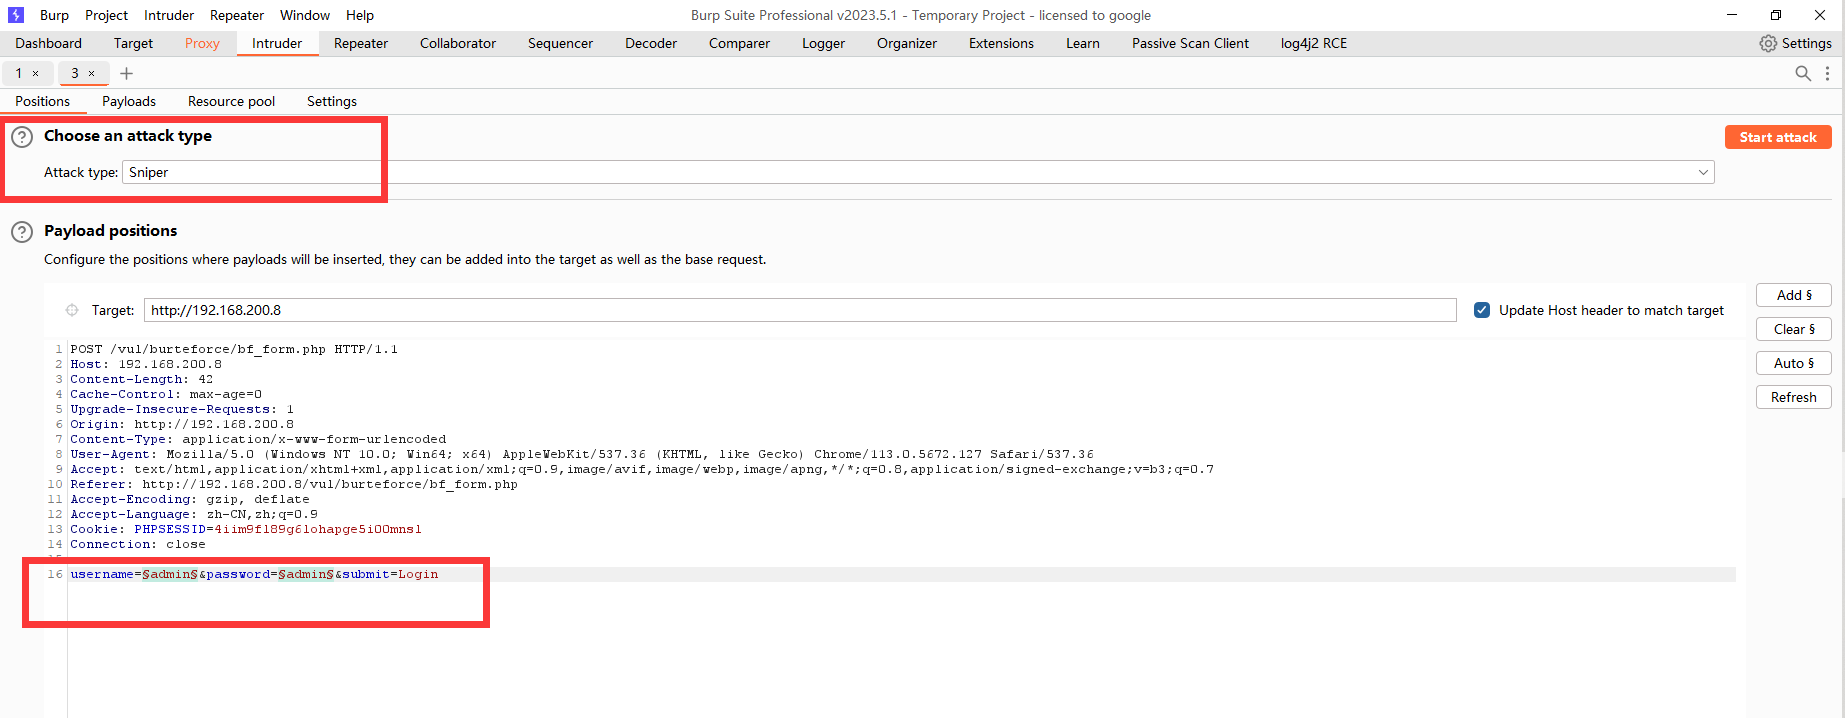 Burp Project Intruder Repeater Window Help Burp Suite Professional v2023.5.1 - Temporary Project - licensed to google
Dashboard Target Proxy Intruder Repeater Collaborator Sequencer Decoder Comparer Logger Organizer Extensions Learn Passive Scan Client log4j2 RCE Settings
1 × 3 × +
Positions Payloads Resource pool Settings
? Choose an attack type Start attack
Attack type: Sniper
? Payload positions
Configure the positions where payloads will be inserted, they can be added into the target as well as the base request.
Target: http://192.168.200.8 Update Host header to match target
Add §
Clear §
Auto §
Refresh
1 POST /vul/burteforce/bf_form.php HTTP/1.1
2 Host: 192.168.200.8
3 Content-Length: 42
4 Cache-Control: max-age=0
5 Upgrade-Insecure-Requests: 1
6 Origin: http://192.168.200.8
7 Content-Type: application/x-www-form-urlencoded
8 User-Agent: Mozilla/5.0 (Windows NT 10.0; Win64; x64) AppleWebKit/537.36 (KHTML, like Gecko) Chrome/113.0.5672.127 Safari/537.36
9 Accept: text/html,application/xhtml+xml,application/xml;q=0.9,image/avif,image/webp,image/apng,*/*;q=0.8,application/signed-exchange;v=b3;q=0.7
10 Referer: http://192.168.200.8/vul/burteforce/bf_form.php
11 Accept-Encoding: gzip, deflate
12 Accept-Language: zh-CN,zh;q=0.9
13 Cookie: PHPSESSID=4iim9fl89g6lohapge5i00mnsl
14 Connection: close
16 username=§admin§&password=§admin§&submit=Login